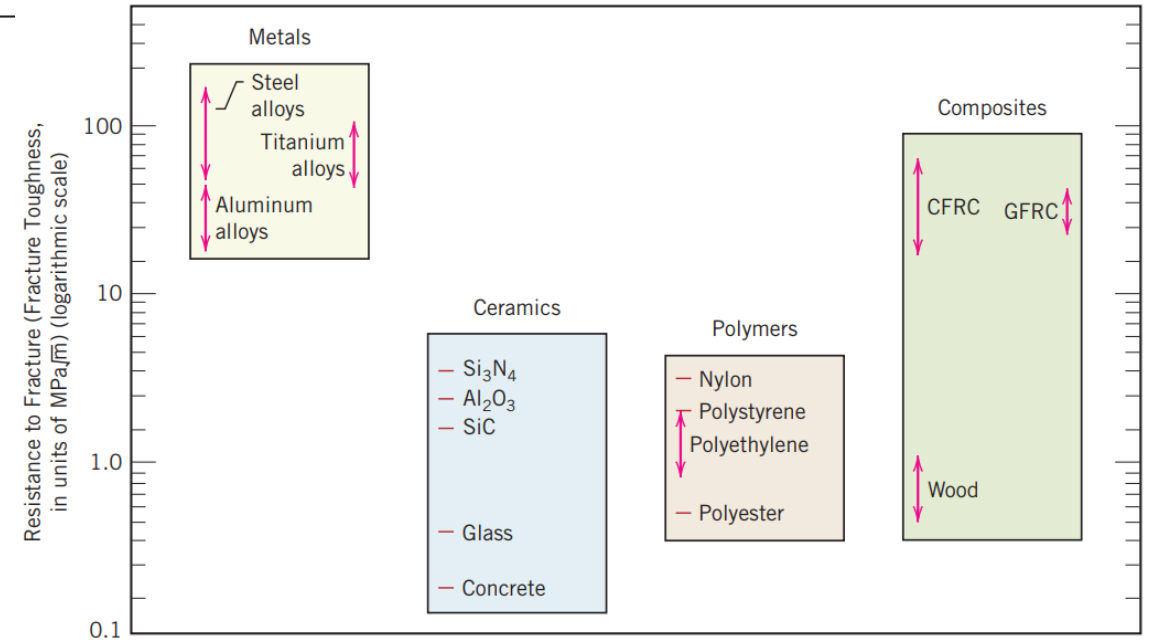 Resistance to Fracture (Fracture Toughness,
in units of MPa√m) (logarithmic scale)
100
10
1.0
0.1
Metals
Steel
alloys
Titanium
alloys
Aluminum
alloys
Ceramics
Si₃N₄
Al₂O₃
SiC
Glass
Concrete
Polymers
Nylon
Polystyrene
Polyethylene
Polyester
Composites
CFRC
GFRC
Wood